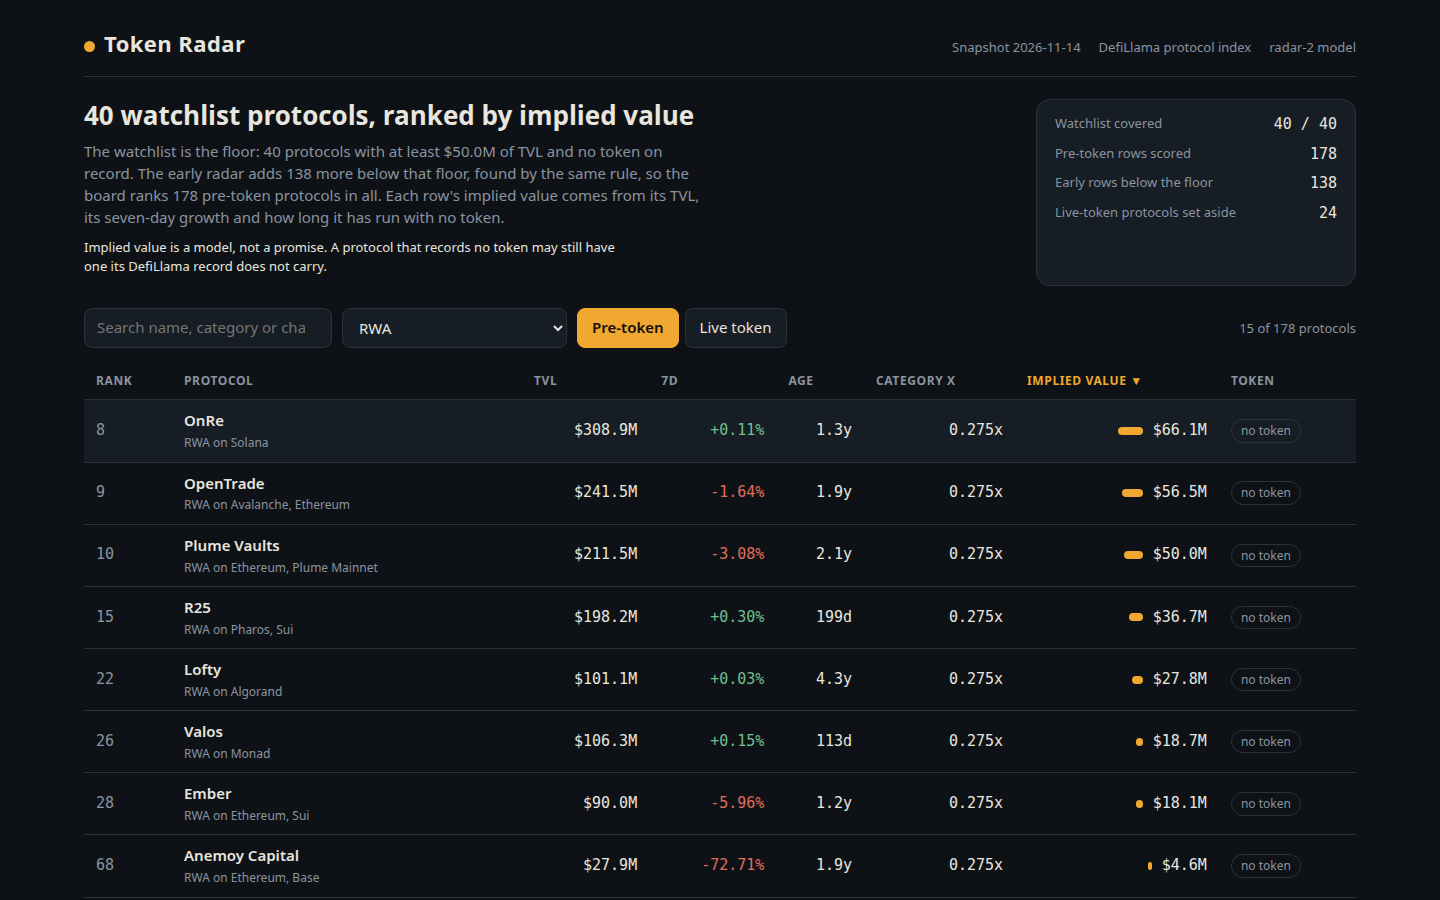 Token Radar
Snapshot 2026-11-14 DefiLlama protocol index radar-2 model
40 watchlist protocols, ranked by implied value
The watchlist is the floor: 40 protocols with at least $50.0M of TVL and no token on
record. The early radar adds 138 more below that floor, found by the same rule, so the
board ranks 178 pre-token protocols in all. Each row's implied value comes from its TVL,
its seven-day growth and how long it has run with no token.
Implied value is a model, not a promise. A protocol that records no token may still have
one its DefiLlama record does not carry.
Watchlist covered 40 / 40
Pre-token rows scored 178
Early rows below the floor 138
Live-token protocols set aside 24
Search name, category or cha RWA Pre-token Live token 15 of 178 protocols
RANK PROTOCOL TVL 7D AGE CATEGORY X IMPLIED VALUE ▼ TOKEN
8 OnRe $308.9M +0.11% 1.3y 0.275x $66.1M no token
RWA on Solana
9 OpenTrade $241.5M -1.64% 1.9y 0.275x $56.5M no token
RWA on Avalanche, Ethereum
10 Plume Vaults $211.5M -3.08% 2.1y 0.275x $50.0M no token
RWA on Ethereum, Plume Mainnet
15 R25 $198.2M +0.30% 199d 0.275x $36.7M no token
RWA on Pharos, Sui
22 Lofty $101.1M +0.03% 4.3y 0.275x $27.8M no token
RWA on Algorand
26 Valos $106.3M +0.15% 113d 0.275x $18.7M no token
RWA on Monad
28 Ember $90.0M -5.96% 1.2y 0.275x $18.1M no token
RWA on Ethereum, Sui
68 Anemoy Capital $27.9M -72.71% 1.9y 0.275x $4.6M no token
RWA on Ethereum, Base